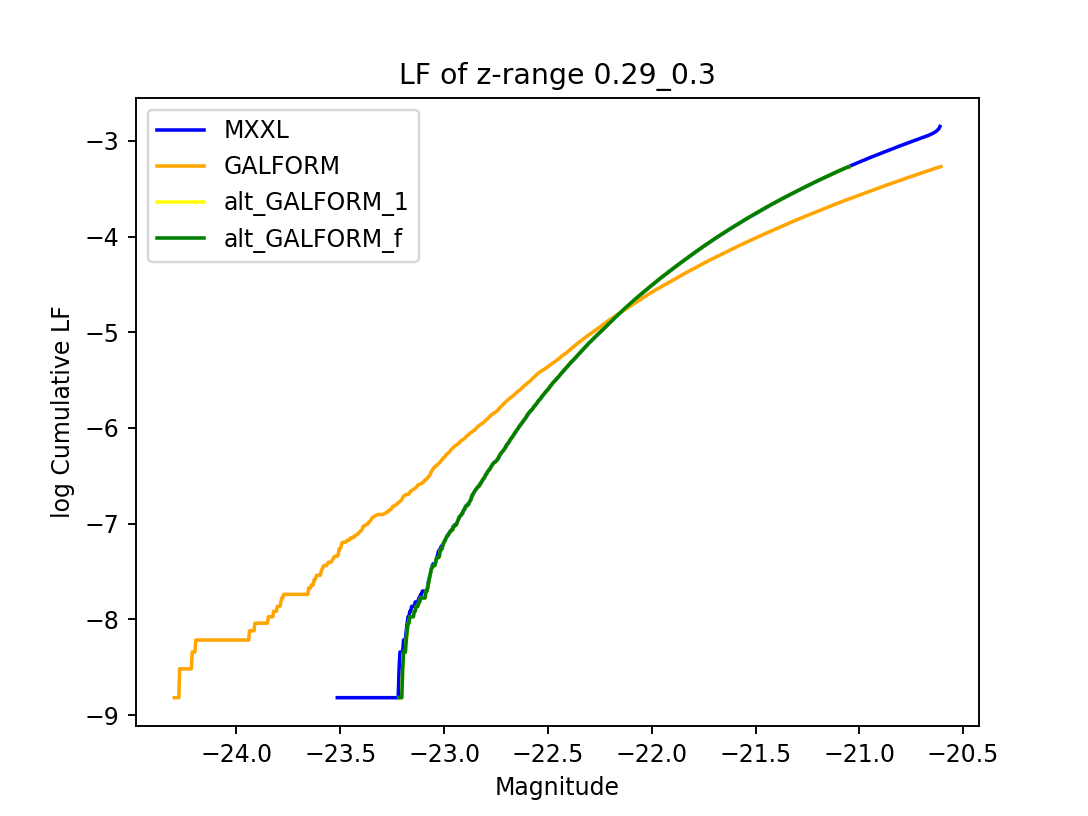 LF of z-range 0.29_0.3
MXXL
GALFORM
alt_GALFORM_1
alt_GALFORM_f
−3
−4
−5
−6
−7
−8
−9
log Cumulative LF
−24.0 −23.5 −23.0 −22.5 −22.0 −21.5 −21.0 −20.5
Magnitude